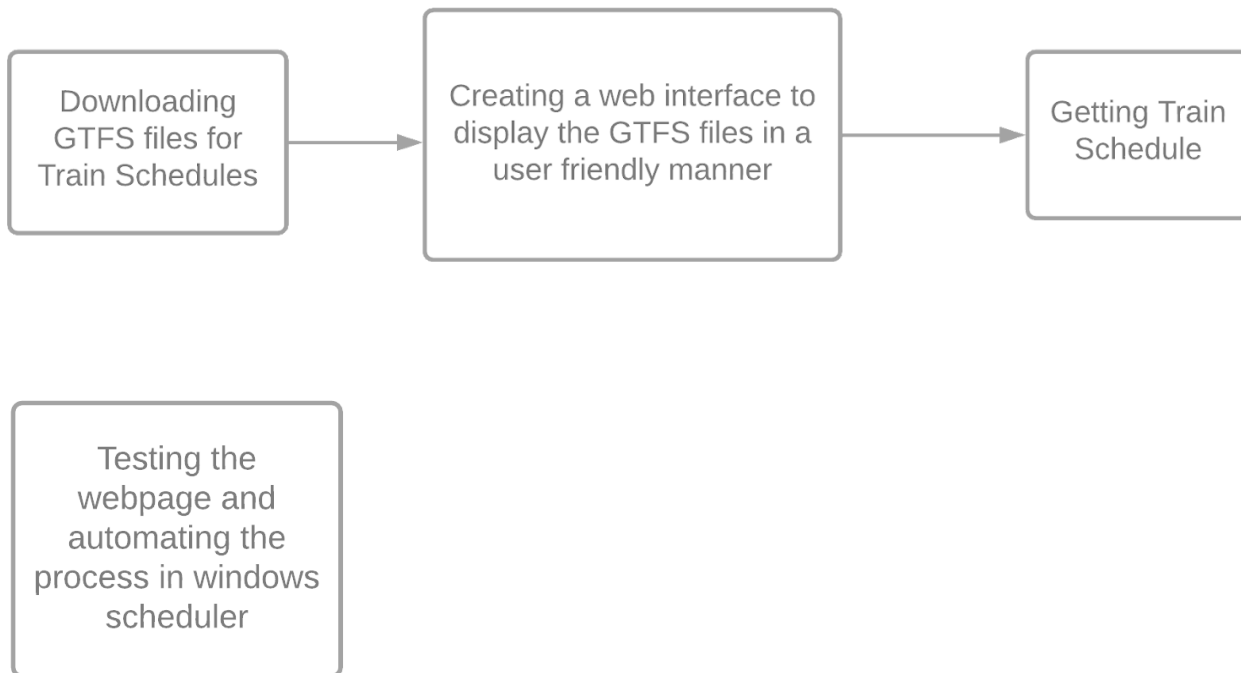 Downloading
GTFS files for
Train Schedules
Creating a web interface to
display the GTFS files in a
user friendly manner
Getting Train
Schedule
Testing the
webpage and
automating the
process in windows
scheduler